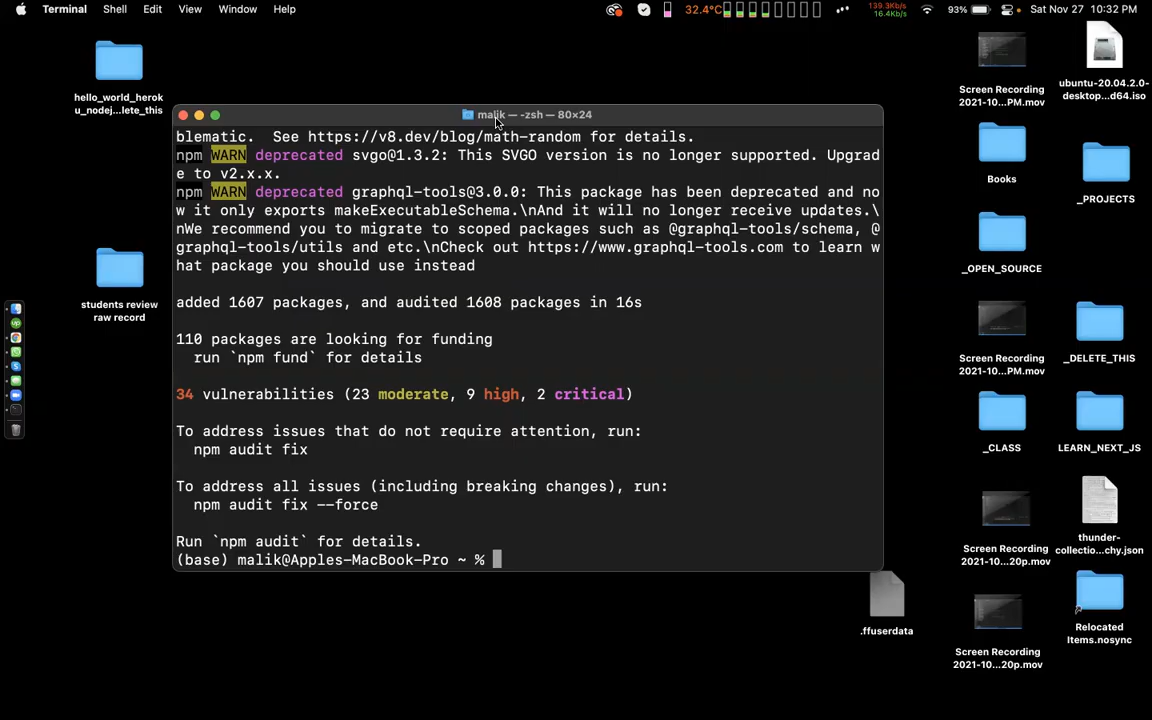 Terminal Shell Edit View Window Help
32.4°C
139.3Kb/s
16.4Kb/s
93%
Sat Nov 27 10:32 PM
malik — -zsh — 80×24
blematic.  See https://v8.dev/blog/math-random for details.
npm WARN deprecated svgo@1.3.2: This SVGO version is no longer supported. Upgrad
e to v2.x.x.
npm WARN deprecated graphql-tools@3.0.0: This package has been deprecated and no
w it only exports makeExecutableSchema.\nAnd it will no longer receive updates.\
nWe recommend you to migrate to scoped packages such as @graphql-tools/schema, @
graphql-tools/utils and etc.\nCheck out https://www.graphql-tools.com to learn w
hat package you should use instead
added 1607 packages, and audited 1608 packages in 16s
110 packages are looking for funding
run `npm fund` for details
34 vulnerabilities (23 moderate, 9 high, 2 critical)
To address issues that do not require attention, run:
npm audit fix
To address all issues (including breaking changes), run:
npm audit fix --force
Run `npm audit` for details.
(base) malik@Apples-MacBook-Pro ~ %
hello_world_herok
u_nodej...lete_this
students review
raw record
Screen Recording
2021-10...PM.mov
ubuntu-20.04.2.0-
desktop...d64.iso
Books
_PROJECTS
_OPEN_SOURCE
Screen Recording
2021-10...PM.mov
_DELETE_THIS
_CLASS
LEARN_NEXT_JS
Screen Recording
2021-10...20p.mov
thunder-
collectio...chy.json
.ffuserdata
Screen Recording
2021-10...20p.mov
Relocated
Items.nosync